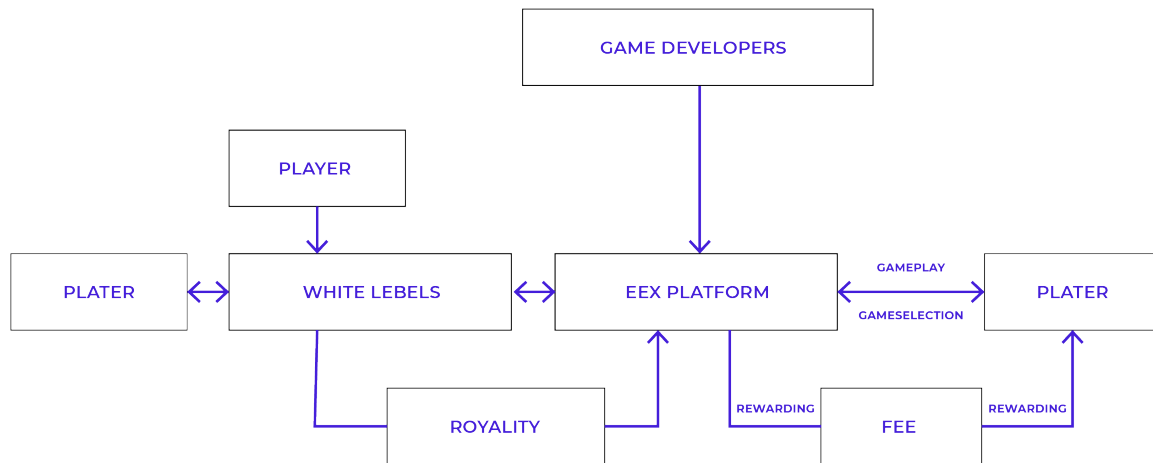 GAME DEVELOPERS
PLAYER
PLATER
WHITE LEBELS
EEX PLATFORM
GAMEPLAY
GAMESELECTION
PLATER
ROYALITY
REWARDING
FEE
REWARDING